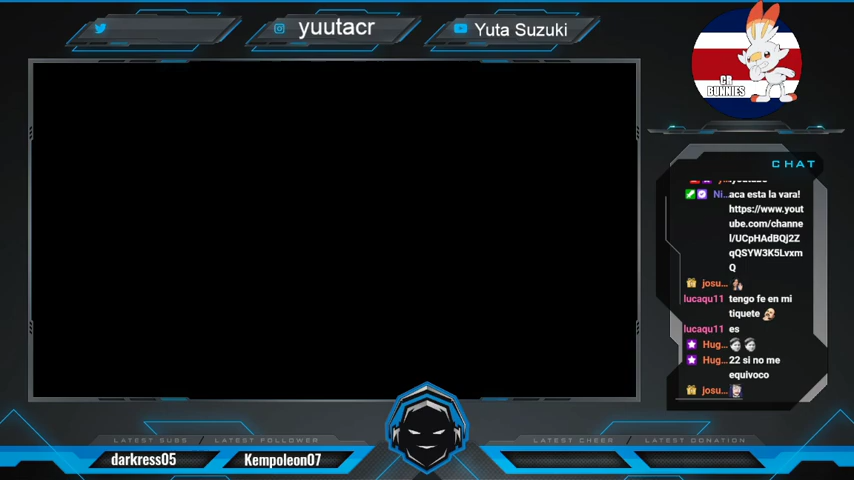 yuutacr
Yuta Suzuki
CR
BUNNIES
CHAT
Ni... aca esta la vara!
https://www.yout
ube.com/channe
l/UCpHAdBQj2Z
qQSYW3K5Lvxm
Q
josu...
lucaqu11 tengo fe en mi
tiquete
lucaqu11 es
Hug...
Hug... 22 si no me
equivoco
josu...
LATEST SUBS / LATEST FOLLOWER
LATEST CHEER / LATEST DONATION
darkress05
Kempoleon07